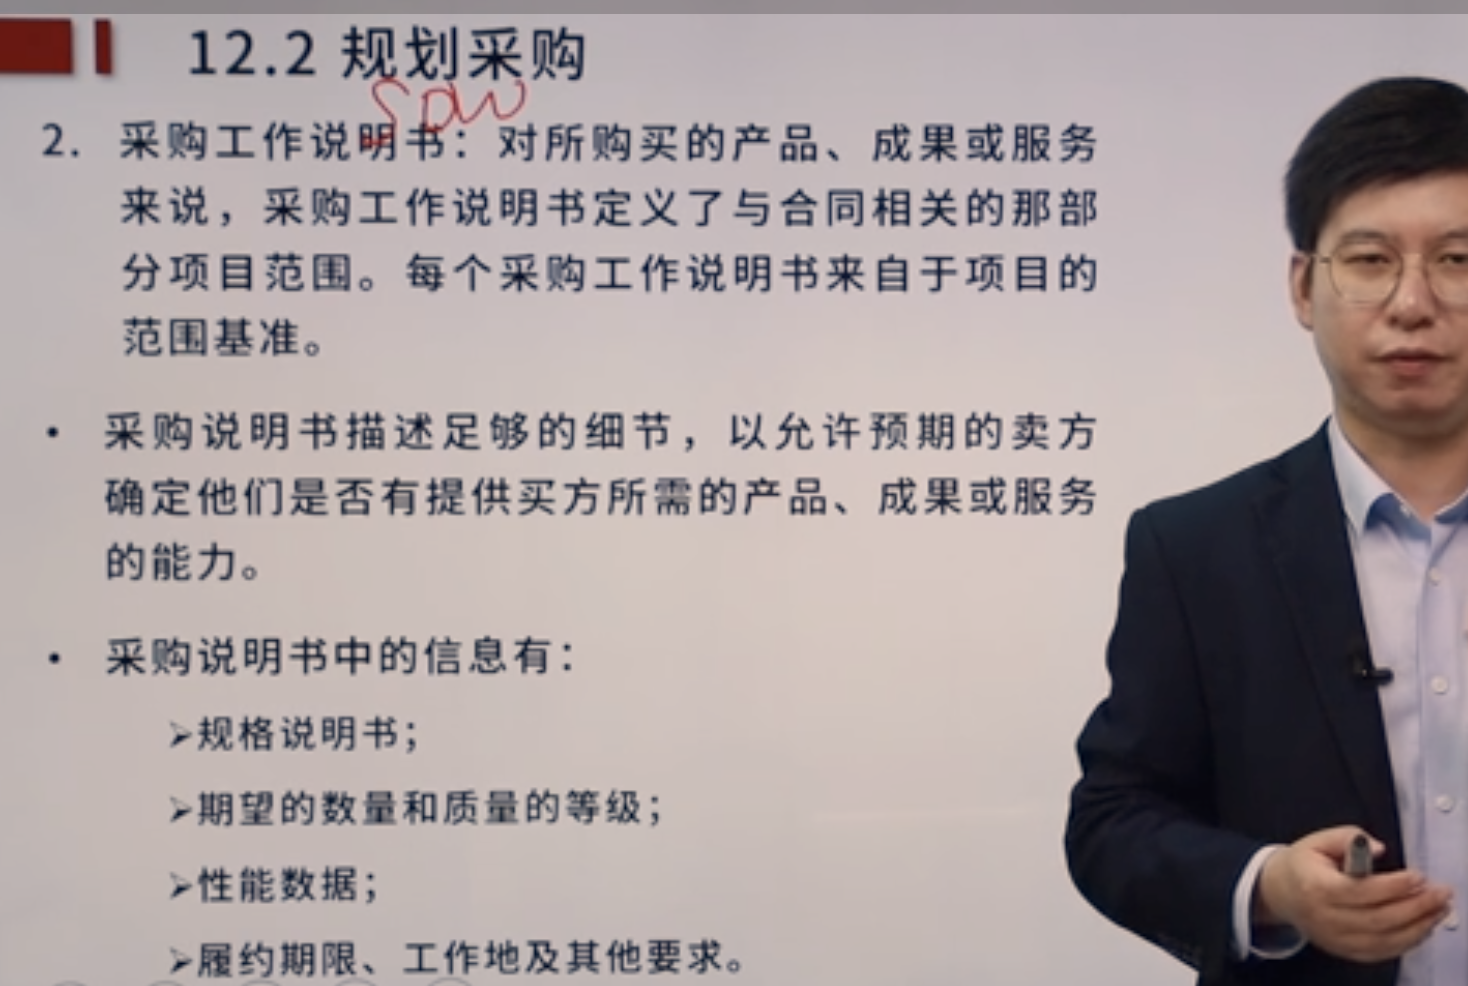 12.2 规划采购
SOW
2. 采购工作说明书：对所购买的产品、成果或服务
来说，采购工作说明书定义了与合同相关的那部
分项目范围。每个采购工作说明书来自于项目的
范围基准。
• 采购说明书描述足够的细节，以允许预期的卖方
确定他们是否有提供买方所需的产品、成果或服务
的能力。
• 采购说明书中的信息有：
➢规格说明书；
➢期望的数量和质量的等级；
➢性能数据；
➢履约期限、工作地及其他要求。